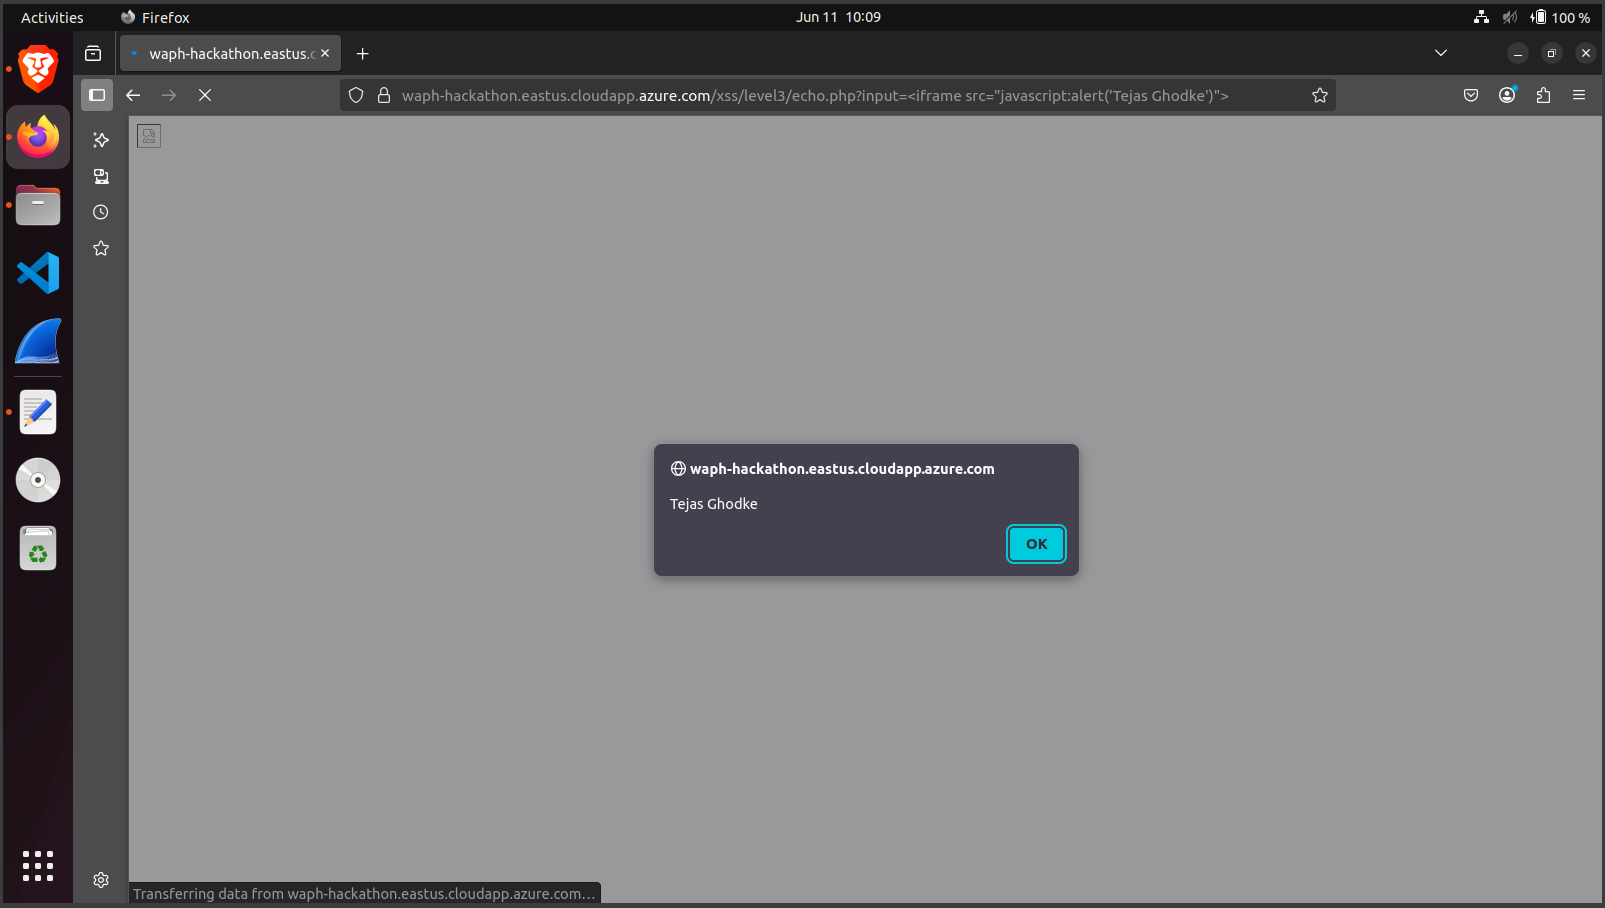 Activities
Firefox
Jun 11 10:09
100 %
waph-hackathon.eastus.c
waph-hackathon.eastus.cloudapp.azure.com/xss/level3/echo.php?input=<iframe src="javascript:alert('Tejas Ghodke')">
waph-hackathon.eastus.cloudapp.azure.com
Tejas Ghodke
OK
Transferring data from waph-hackathon.eastus.cloudapp.azure.com…